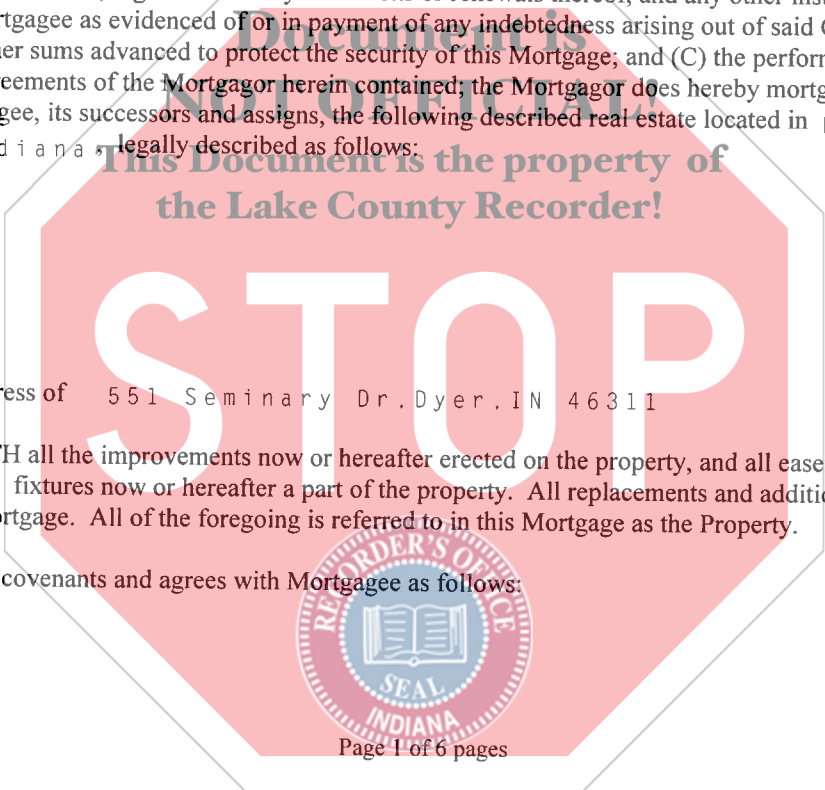 rtgagee as evidenced of or in payment of any indebtedness arising out of said
Document is
er sums advanced to protect the security of this Mortgage; and (C) the perform
eements of the Mortgagor herein contained; the Mortgagor does hereby mortg
NOT OFFICIAL!
gee, its successors and assigns, the following described real estate located in
diana, legally described as follows:
This Document is the property of
the Lake County Recorder!
STOP
ress of 551 Seminary Dr.Dyer.IN 46311
TH all the improvements now or hereafter erected on the property, and all ease
fixtures now or hereafter a part of the property. All replacements and additi
rtgage. All of the foregoing is referred to in this Mortgage as the Property.
covenants and agrees with Mortgagee as follows:
RECORDER'S OFFICE
SEAL
INDIANA
Page 1 of 6 pages